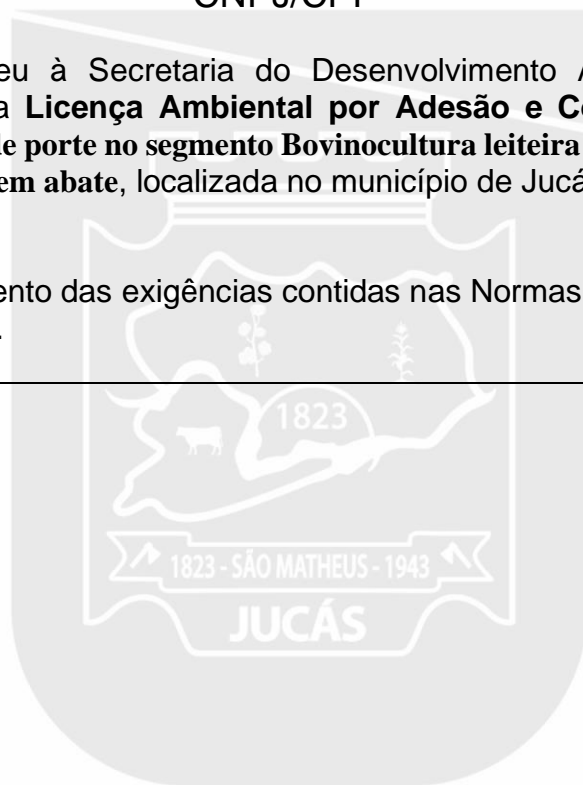 CNPJ/CPF
eu à Secretaria do Desenvolvimento A
a Licença Ambiental por Adesão e Co
de porte no segmento Bovinocultura leiteira
em abate, localizada no município de Jucá
ento das exigências contidas nas Normas
.
1823
1823 - SÃO MATHEUS - 1943
JUCÁS